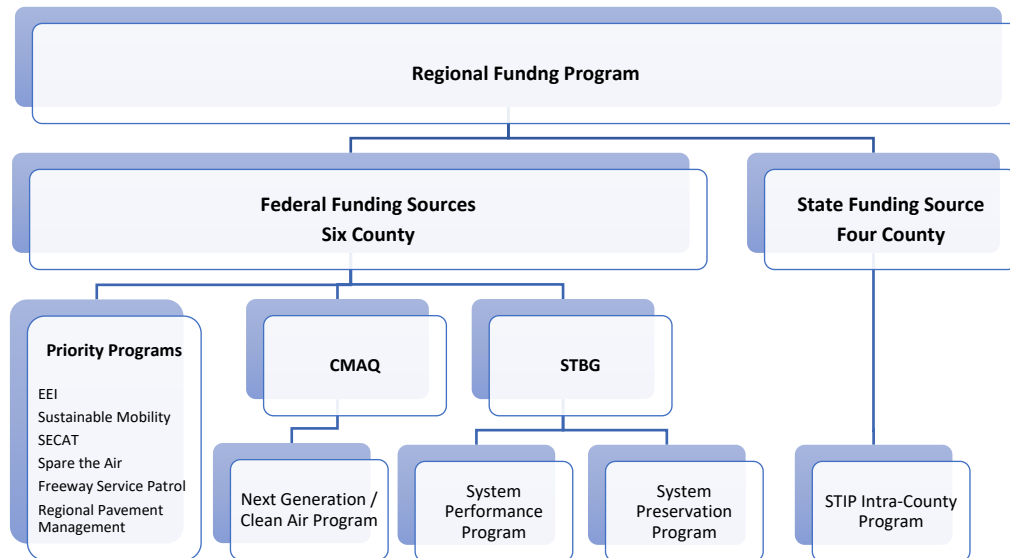 Regional Fundng Program
Federal Funding Sources
Six County
State Funding Source
Four County
Priority Programs
EEI
Sustainable Mobility
SECAT
Spare the Air
Freeway Service Patrol
Regional Pavement
Management
CMAQ
STBG
Next Generation /
Clean Air Program
System
Performance
Program
System
Preservation
Program
STIP Intra-County
Program